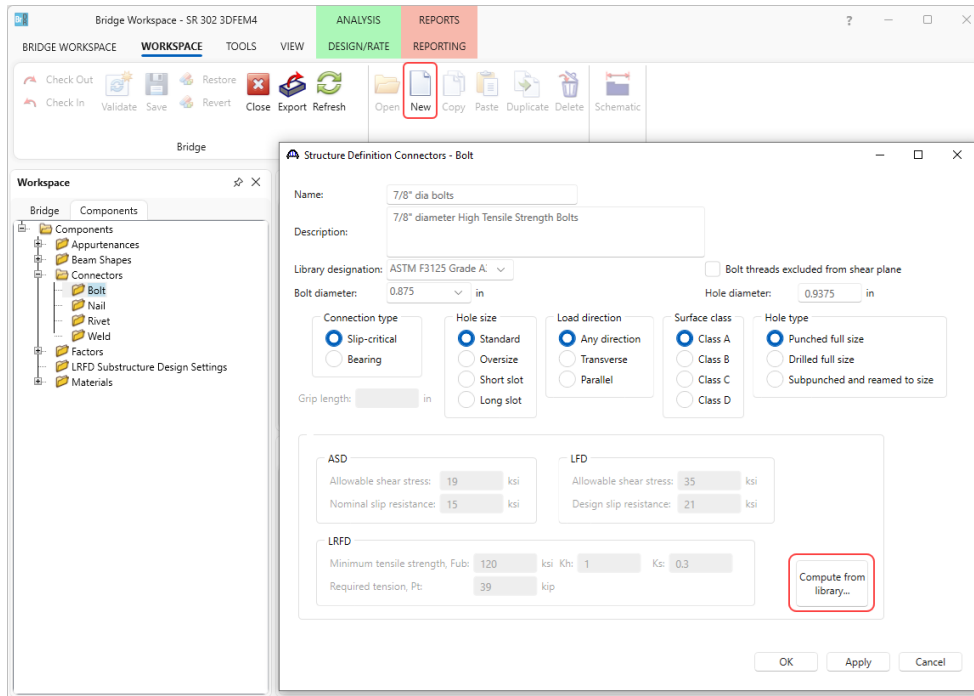 Br
Bridge Workspace - SR 302 3DFEM4
ANALYSIS
REPORTS
?
BRIDGE WORKSPACE
WORKSPACE
TOOLS
VIEW
DESIGN/RATE
REPORTING
Check Out
Check In
Validate
Save
Restore
Revert
Close
Export
Refresh
Open
New
Copy
Paste
Duplicate
Delete
Schematic
Bridge
Workspace
Bridge
Components
Components
Appurtenances
Beam Shapes
Connectors
Bolt
Nail
Rivet
Weld
Factors
LRFD Substructure Design Settings
Materials
Structure Definition Connectors - Bolt
Name: 7/8" dia bolts
Description: 7/8" diameter High Tensile Strength Bolts
Library designation: ASTM F3125 Grade A
Bolt threads excluded from shear plane
Bolt diameter: 0.875 in
Hole diameter: 0.9375 in
Connection type
Slip-critical
Bearing
Grip length: in
Hole size
Standard
Oversize
Short slot
Long slot
Load direction
Any direction
Transverse
Parallel
Surface class
Class A
Class B
Class C
Class D
Hole type
Punched full size
Drilled full size
Subpunched and reamed to size
ASD
Allowable shear stress: 19 ksi
Nominal slip resistance: 15 ksi
LFD
Allowable shear stress: 35 ksi
Design slip resistance: 21 ksi
LRFD
Minimum tensile strength, Fub: 120 ksi Kh: 1 Ks: 0.3
Required tension, Pt: 39 kip
Compute from
library...
OK
Apply
Cancel